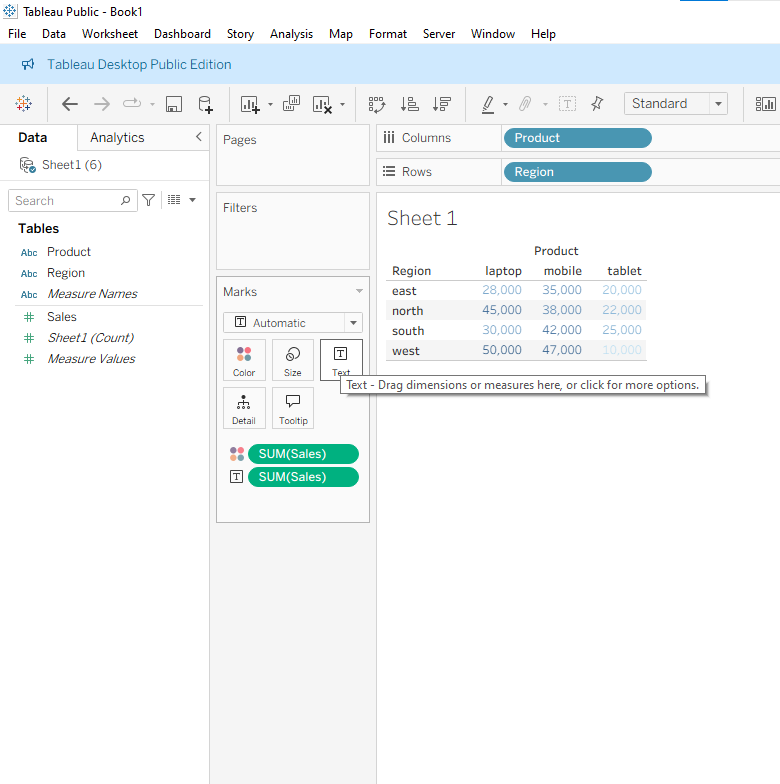 Tableau Public - Book1
File Data Worksheet Dashboard Story Analysis Map Format Server Window Help
Tableau Desktop Public Edition
Standard
Data Analytics
Sheet1 (6)
Search
Tables
Abc Product
Abc Region
Abc Measure Names
# Sales
# Sheet1 (Count)
# Measure Values
Pages
Filters
Marks
T Automatic
Color Size Text
Detail Tooltip
SUM(Sales)
T SUM(Sales)
Columns Product
Rows Region
Sheet 1
Product
Region laptop mobile tablet
east 28,000 35,000 20,000
north 45,000 38,000 22,000
south 30,000 42,000 25,000
west 50,000 47,000 10,000
Text - Drag dimensions or measures here, or click for more options.